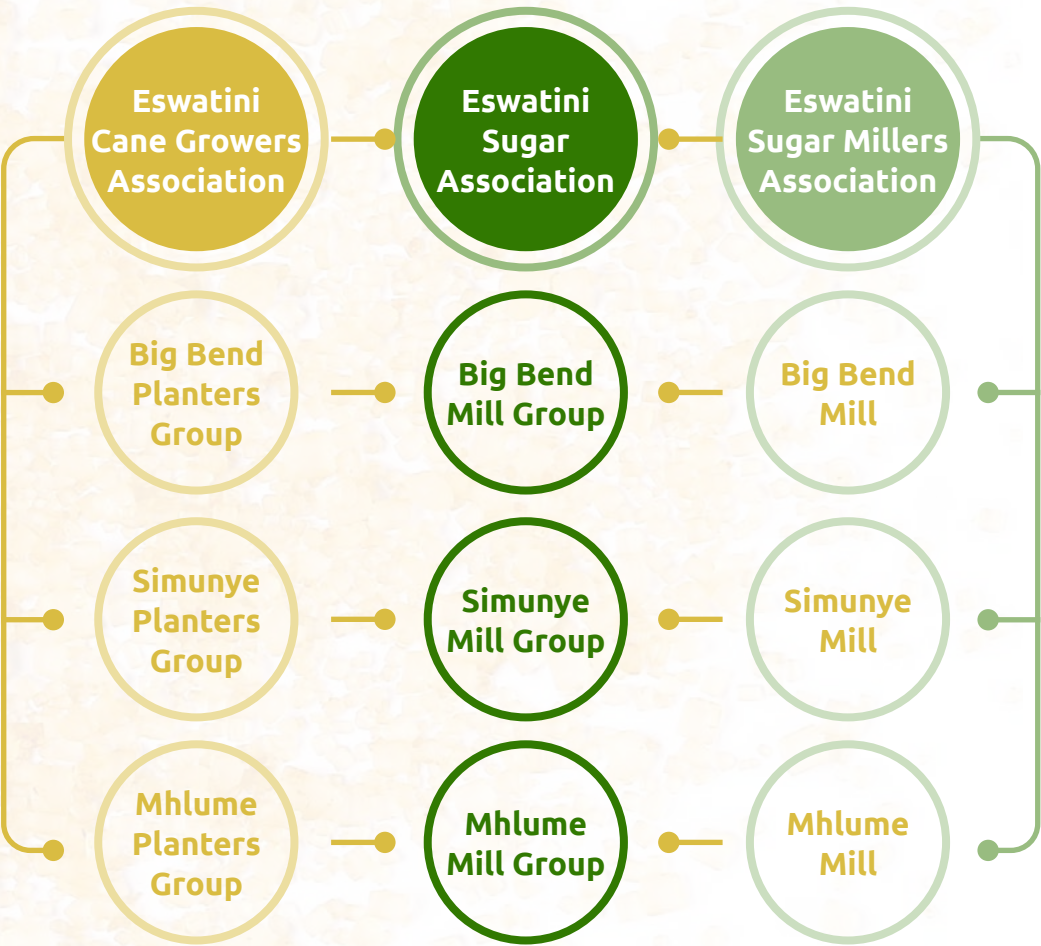 Eswatini
Cane Growers
Association
Eswatini
Sugar
Association
Eswatini
Sugar Millers
Association
Big Bend
Planters
Group
Big Bend
Mill Group
Big Bend
Mill
Simunye
Planters
Group
Simunye
Mill Group
Simunye
Mill
Mhlume
Planters
Group
Mhlume
Mill Group
Mhlume
Mill